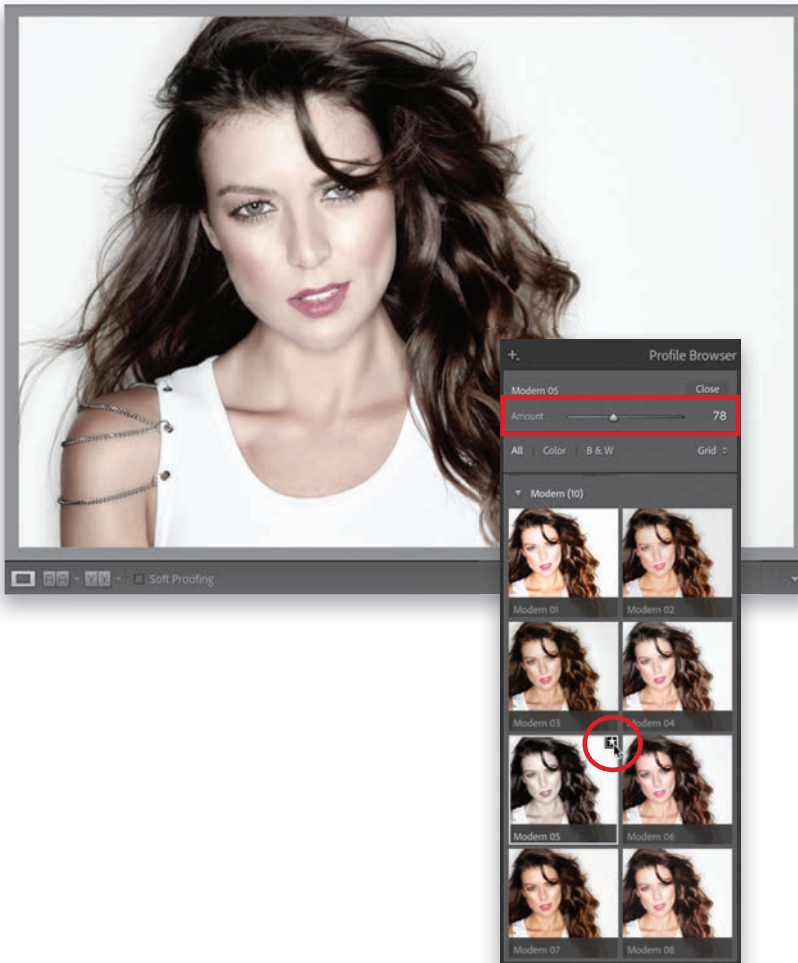 Profile Browser
Modern 05
Close
Amount
78
All
Color
B & W
Grid
Modern (10)
Modern 01
Modern 02
Modern 03
Modern 04
Modern 05
Modern 06
Modern 07
Modern 08
Soft Proofing